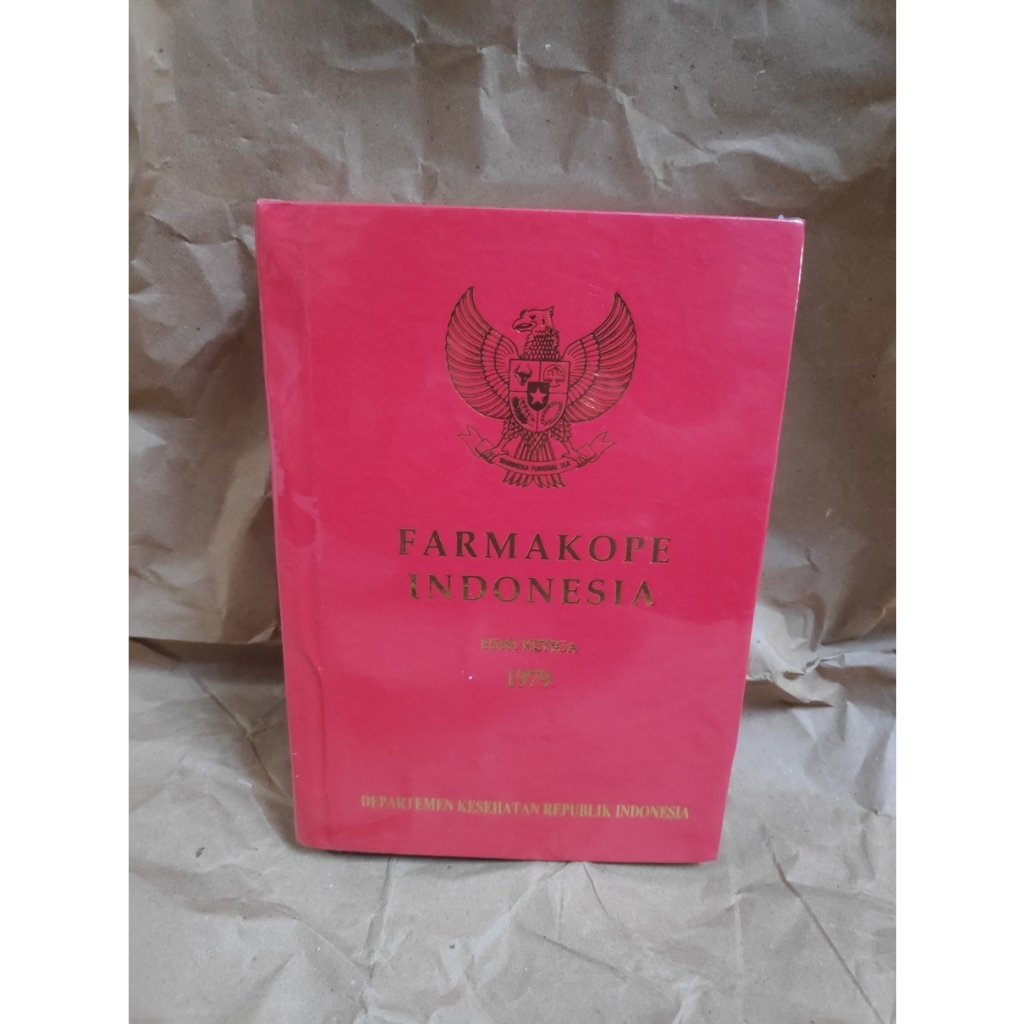 BHINNEKA TUNGGAL IKA
FARMAKOPE
INDONESIA
EDISI KETIGA
1979
DEPARTEMEN KESEHATAN REPUBLIK INDONESIA